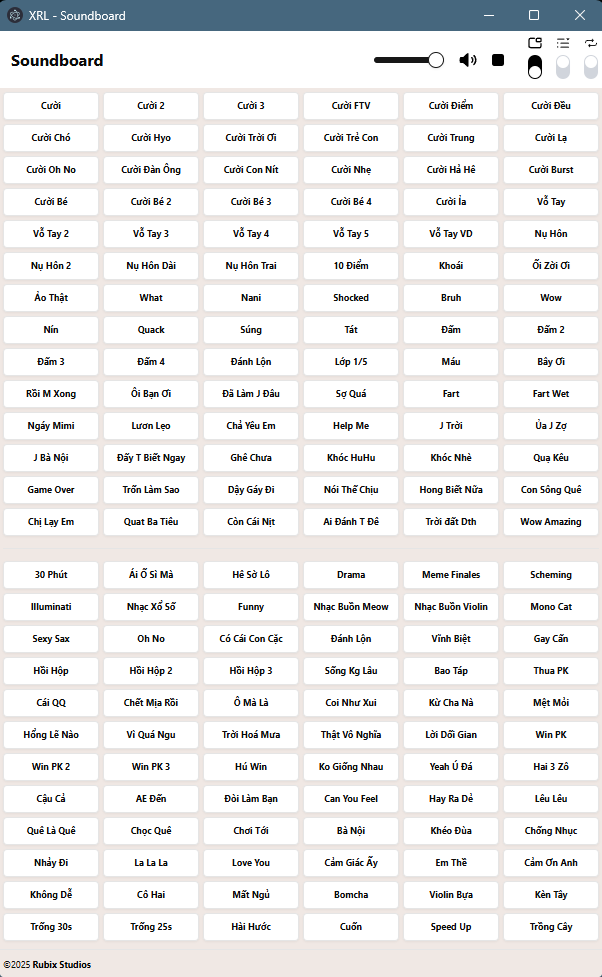 XRL - Soundboard
Soundboard
Cười Cười 2 Cười 3 Cười FTV Cười Điểm Cười Đều
Cười Chó Cười Hyo Cười Trời Ơi Cười Trẻ Con Cười Trung Cười Lạ
Cười Oh No Cười Đàn Ông Cười Con Nít Cười Nhẹ Cười Hả Hê Cười Burst
Cười Bé Cười Bé 2 Cười Bé 3 Cười Bé 4 Cười Ỉa Vỗ Tay
Vỗ Tay 2 Vỗ Tay 3 Vỗ Tay 4 Vỗ Tay 5 Vỗ Tay VD Nụ Hôn
Nụ Hôn 2 Nụ Hôn Dài Nụ Hôn Trai 10 Điểm Khoái Ối Zời Ơi
Ảo Thật What Nani Shocked Bruh Wow
Nín Quack Súng Tát Đấm Đấm 2
Đấm 3 Đấm 4 Đánh Lộn Lớp 1/5 Máu Bây Ơi
Rồi M Xong Ôi Bạn Ơi Đã Làm J Đâu Sợ Quá Fart Fart Wet
Ngáy Mimi Lươn Lẹo Chả Yêu Em Help Me J Trời Ủa J Zợ
J Bà Nội Đấy T Biết Ngay Ghê Chưa Khóc HuHu Khóc Nhè Quạ Kêu
Game Over Trốn Làm Sao Dậy Gáy Đi Nói Thế Chịu Hong Biết Nữa Con Sông Quê
Chị Lạy Em Quat Ba Tiêu Còn Cái Nịt Ai Đánh T Đê Trời đất Dth Wow Amazing
30 Phút Ái Ố Sì Mà Hê Sờ Lô Drama Meme Finales Scheming
Illuminati Nhạc Xổ Số Funny Nhạc Buồn Meow Nhạc Buồn Violin Mono Cat
Sexy Sax Oh No Có Cái Con Cặc Đánh Lộn Vĩnh Biệt Gay Cấn
Hồi Hộp Hồi Hộp 2 Hồi Hộp 3 Sống Kg Lâu Bao Táp Thua PK
Cái QQ Chết Mịa Rồi Ô Mà Là Coi Như Xui Kừ Cha Nà Mệt Mỏi
Hổng Lẽ Nào Vì Quá Ngu Trời Hoá Mưa Thật Vô Nghĩa Lời Dối Gian Win PK
Win PK 2 Win PK 3 Hú Win Ko Giống Nhau Yeah Ú Đá Hai 3 Zô
Cậu Cả AE Đến Đòi Làm Bạn Can You Feel Hay Ra Dẻ Lêu Lêu
Quê Là Quê Chọc Quê Chơi Tới Bà Nội Khéo Đùa Chống Nhục
Nhảy Đi La La La Love You Cảm Giác Ấy Em Thề Cảm Ơn Anh
Không Dễ Cô Hai Mất Ngủ Bomcha Violin Bựa Kèn Tây
Trống 30s Trống 25s Hài Hước Cuốn Speed Up Trồng Cây
©2025 Rubix Studios